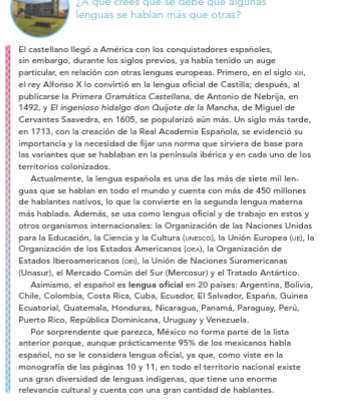 ¿A qué crees que se debe que algunas
lenguas se hablan más que otras?
El castellano llegó a América con los conquistadores españoles,
sin embargo, durante los siglos previos, ya había tenido un auge
particular, en relación con otras lenguas europeas. Primero, en el siglo XIII,
el rey Alfonso X lo convirtió en la lengua oficial de Castilla; después, al
publicarse la Primera Gramática Castellana, de Antonio de Nebrija, en
1492, y El ingenioso hidalgo don Quijote de la Mancha, de Miguel de
Cervantes Saavedra, en 1605, se popularizó aún más. Un siglo más tarde,
en 1713, con la creación de la Real Academia Española, se evidenció su
importancia y la necesidad de fijar una norma que sirviera de base para
las variantes que se hablaban en la península ibérica y en cada uno de los
territorios colonizados.
Actualmente, la lengua española es una de las más de siete mil len-
guas que se hablan en todo el mundo y cuenta con más de 450 millones
de hablantes nativos, lo que la convierte en la segunda lengua materna
más hablada. Además, se usa como lengua oficial y de trabajo en estos y
otros organismos internacionales: la Organización de las Naciones Unidas
para la Educación, la Ciencia y la Cultura (UNESCO), la Unión Europea (UE), la
Organización de los Estados Americanos (OEA), la Organización de
Estados Iberoamericanos (OEI), la Unión de Naciones Suramericanas
(Unasur), el Mercado Común del Sur (Mercosur) y el Tratado Antártico.
Asimismo, el español es lengua oficial en 20 países: Argentina, Bolivia,
Chile, Colombia, Costa Rica, Cuba, Ecuador, El Salvador, España, Guinea
Ecuatorial, Guatemala, Honduras, Nicaragua, Panamá, Paraguay, Perú,
Puerto Rico, República Dominicana, Uruguay y Venezuela.
Por sorprendente que parezca, México no forma parte de la lista
anterior porque, aunque prácticamente 95% de los mexicanos habla
español, no se le considera lengua oficial, ya que, como viste en la
monografía de las páginas 10 y 11, en todo el territorio nacional existe
una gran diversidad de lenguas indígenas, que tiene una enorme
relevancia cultural y cuenta con una gran cantidad de hablantes.